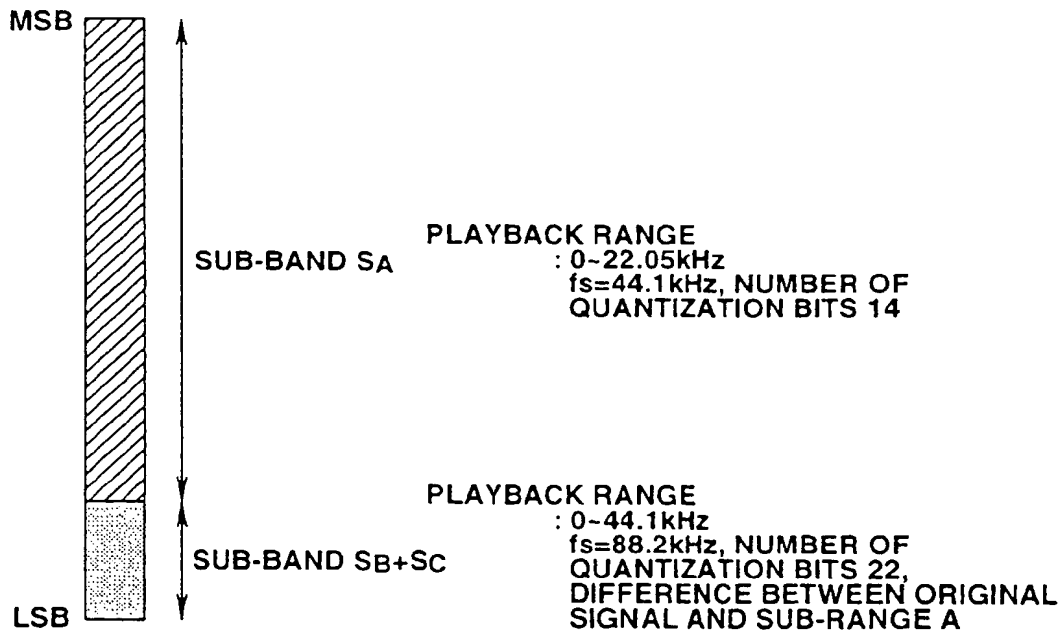 MSB
SUB-BAND SA
PLAYBACK RANGE
: 0~22.05kHz
fs=44.1kHz, NUMBER OF
QUANTIZATION BITS 14
SUB-BAND SB+SC
PLAYBACK RANGE
: 0~44.1kHz
fs=88.2kHz, NUMBER OF
QUANTIZATION BITS 22,
DIFFERENCE BETWEEN ORIGINAL
SIGNAL AND SUB-RANGE A
LSB